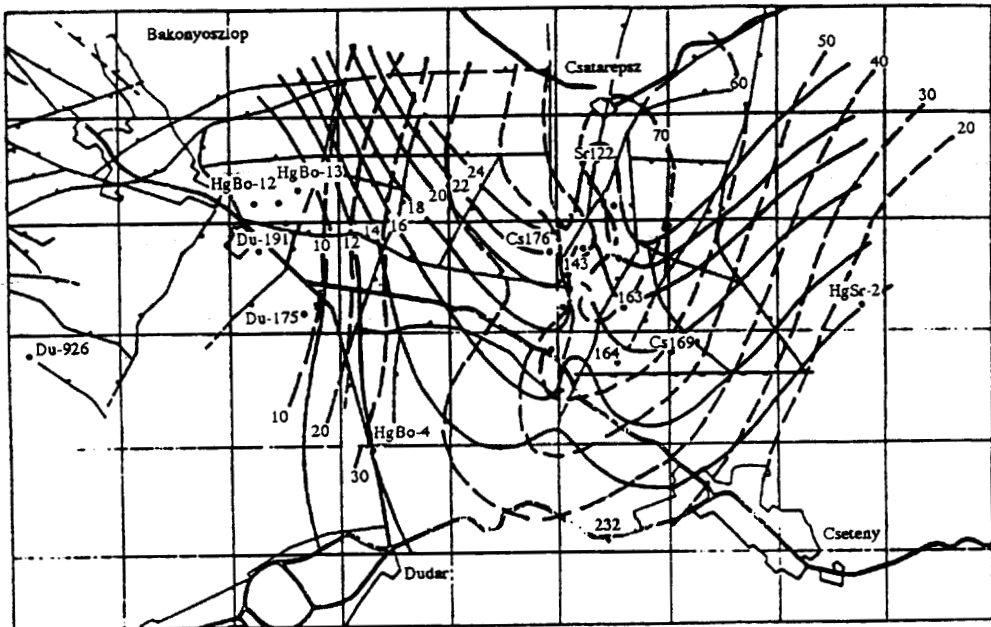 Bakonyoszlop
Csatarepsz
50
40
30
20
60
70
Sr122
HgBo-12
HgBo-13
24
22
20
18
16
14
12
10
Du-191
Cs176
143
163
HgSr-2
Du-175
Du-926
Cs169
164
10
20
HgBo-4
30
232
Cseteny
Dudar